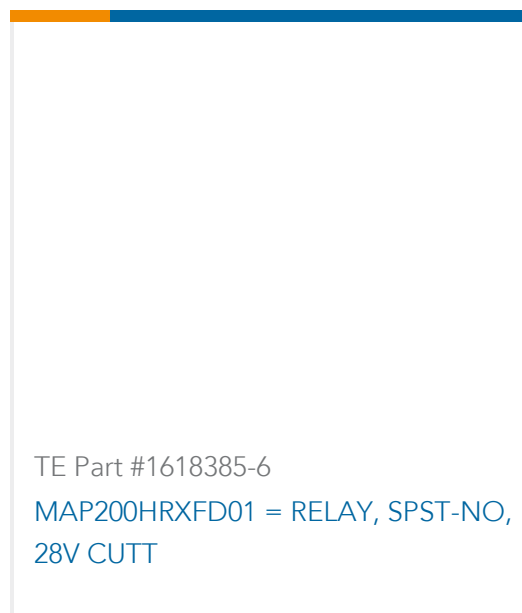 TE Part #1618385-6
MAP200HRXFD01 = RELAY, SPST-NO,
28V CUTT